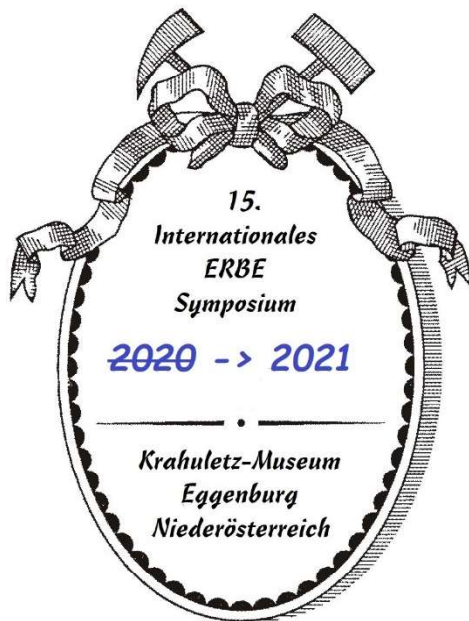 15.
Internationales
ERBE
Symposium
2020 -> 2021
Krahuletz-Museum
Eggenburg
Niederösterreich